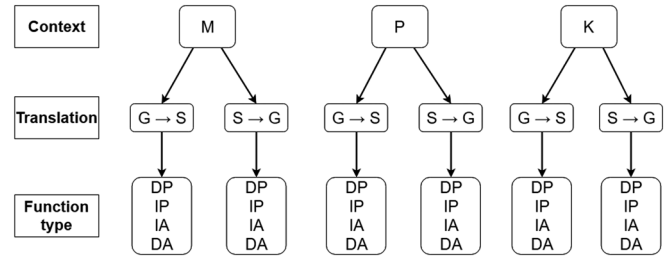 Context
M
P
K
Translation
G → S
S → G
G → S
S → G
G → S
S → G
Function
type
DP
IP
IA
DA
DP
IP
IA
DA
DP
IP
IA
DA
DP
IP
IA
DA
DP
IP
IA
DA
DP
IP
IA
DA